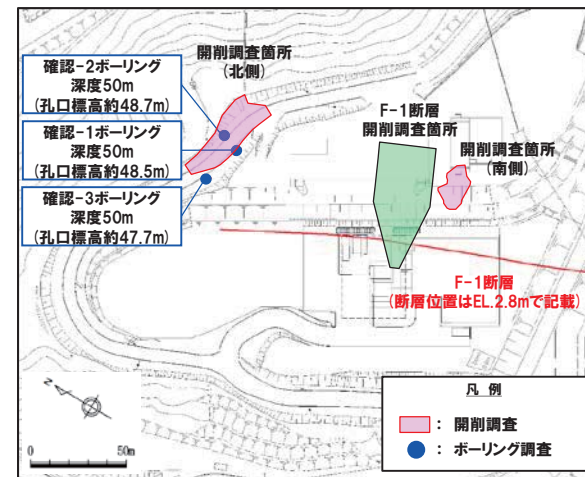 開削調査箇所
(北側)
確認-2ボーリング
深度50m
(孔口標高約48.7m)
確認-1ボーリング
深度50m
(孔口標高約48.5m)
確認-3ボーリング
深度50m
(孔口標高約47.7m)
F-1断層
開削調査箇所
開削調査箇所
(南側)
F-1断層
(断層位置はEL.2.8mで記載)
N
0 50m
凡 例
: 開削調査
: ボーリング調査